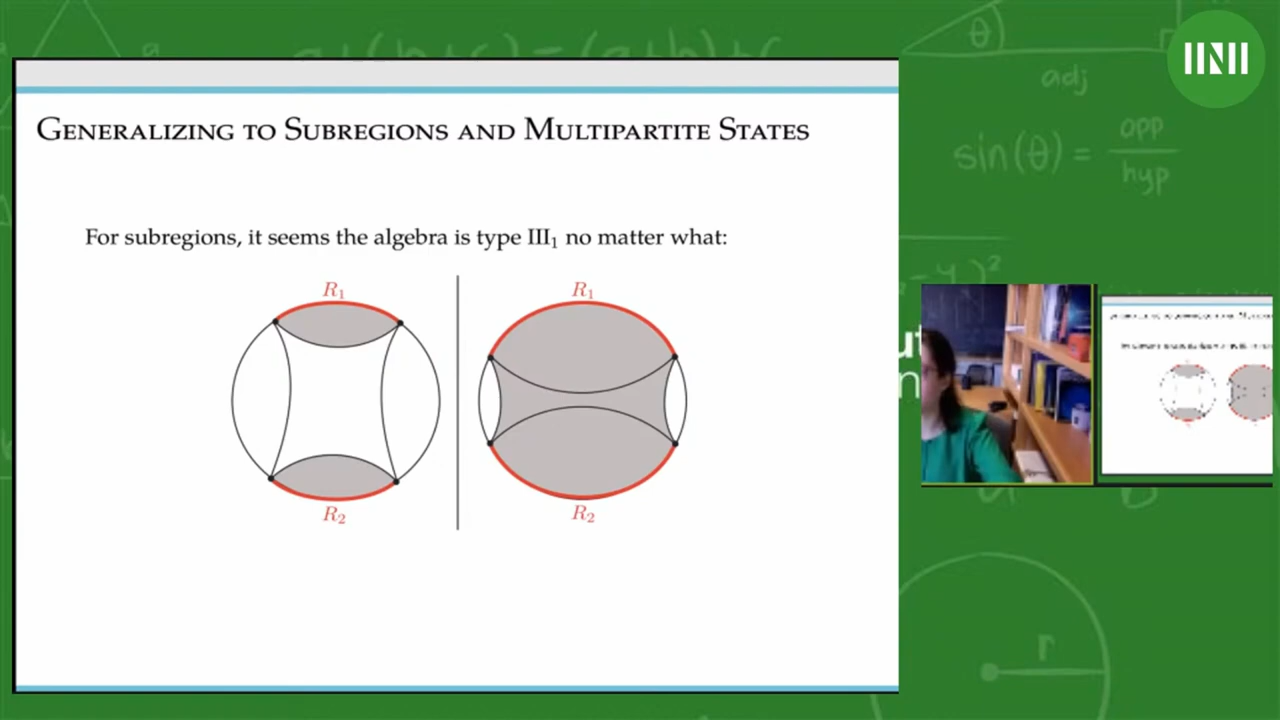 GENERALIZING TO SUBREGIONS AND MULTIPARTITE STATES
For subregions, it seems the algebra is type III₁ no matter what:
R₁
R₁
R₂
R₂
θ
adj
sin(θ) = opp
hyp
r